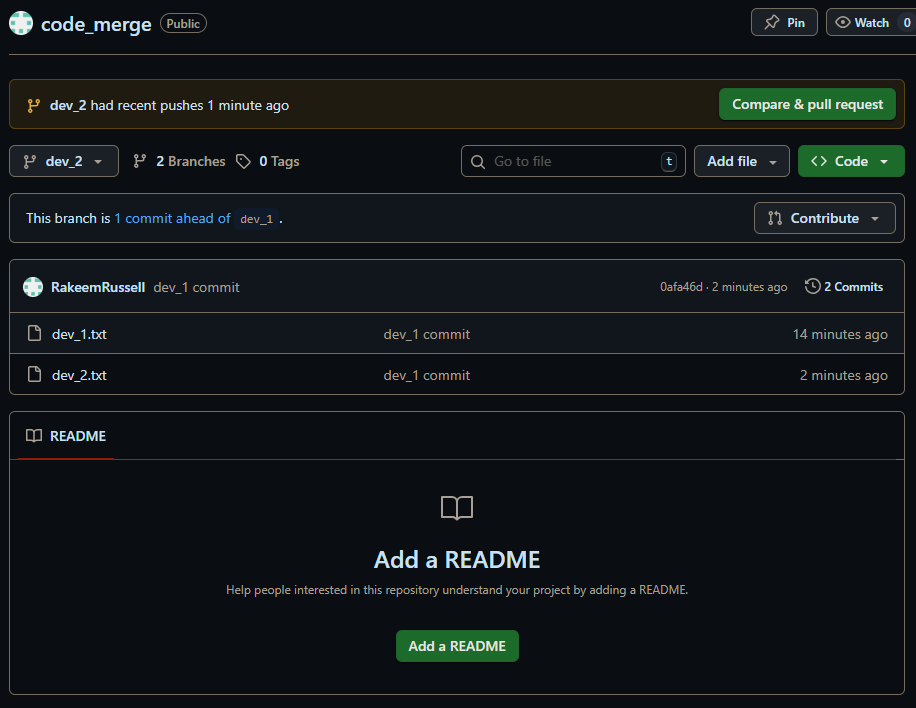 code_merge Public Pin Watch 0
dev_2 had recent pushes 1 minute ago Compare & pull request
dev_2 2 Branches 0 Tags Go to file t Add file Code
This branch is 1 commit ahead of dev_1 . Contribute
RakeemRussell dev_1 commit 0afa46d · 2 minutes ago 2 Commits
dev_1.txt dev_1 commit 14 minutes ago
dev_2.txt dev_1 commit 2 minutes ago
README
Add a README
Help people interested in this repository understand your project by adding a README.
Add a README